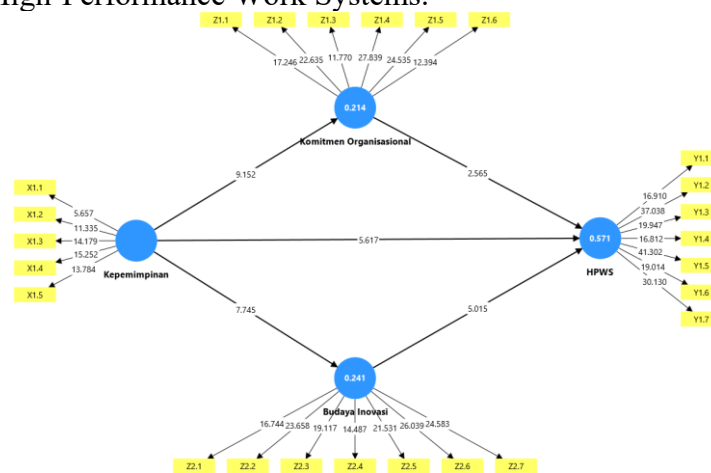 High Performance Work Systems.
Z1.1 Z1.2 Z1.3 Z1.4 Z1.5 Z1.6
17.246 22.635 11.770 27.839 24.535 12.394
0.214
Komitmen Organisasional
9.152
2.565
X1.1
X1.2
X1.3
X1.4
X1.5
5.657
11.335
14.179
15.252
13.784
Kepemimpinan
5.617
Y1.1
Y1.2
Y1.3
Y1.4
Y1.5
Y1.6
Y1.7
16.910
37.038
19.947
16.812
41.302
19.014
30.130
0.571
HPWS
7.745
5.015
0.241
Budaya Inovasi
16.744 23.658 19.117 14.487 21.531 26.039 24.583
Z2.1 Z2.2 Z2.3 Z2.4 Z2.5 Z2.6 Z2.7